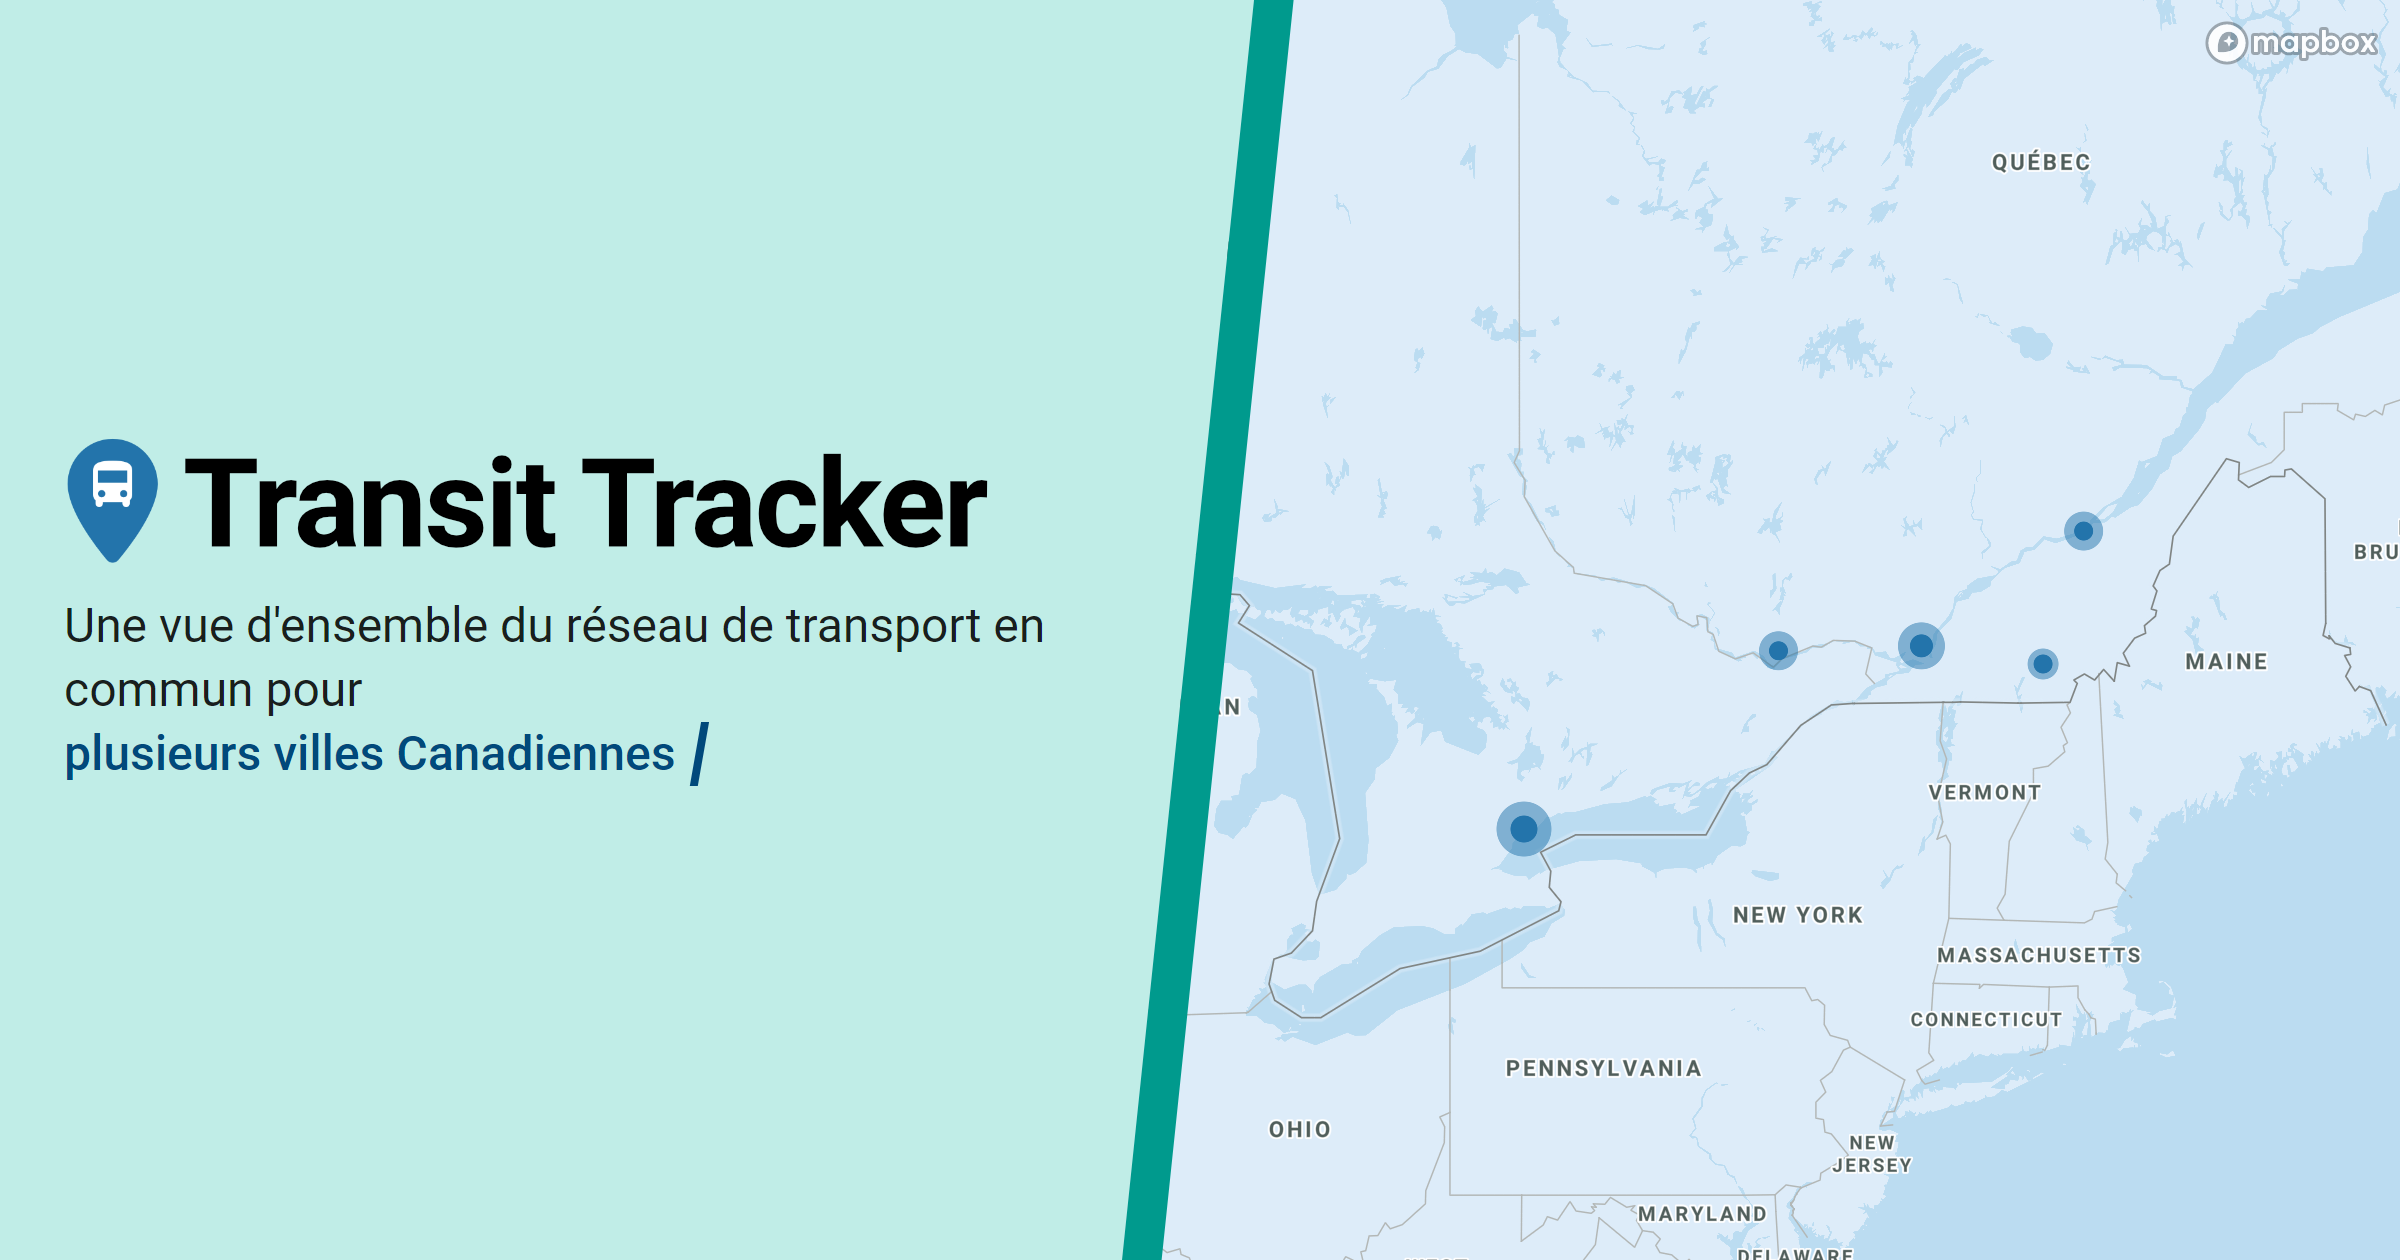 Transit Tracker
Une vue d'ensemble du réseau de transport en
commun pour
plusieurs villes Canadiennes /
mapbox
QUÉBEC
MAINE
VERMONT
NEW YORK
MASSACHUSETTS
CONNECTICUT
PENNSYLVANIA
OHIO
NEW
JERSEY
MARYLAND
DELAWARE